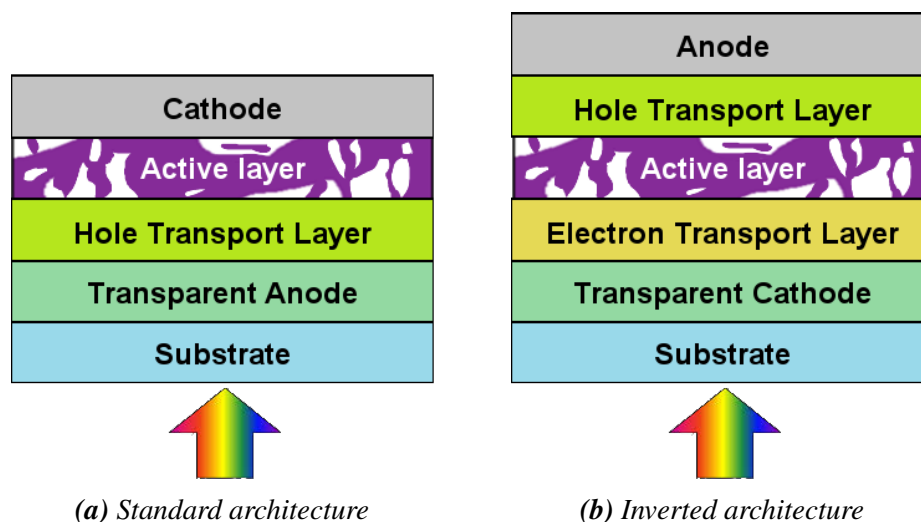 Cathode
Active layer
Hole Transport Layer
Transparent Anode
Substrate
(a) Standard architecture
Anode
Hole Transport Layer
Active layer
Electron Transport Layer
Transparent Cathode
Substrate
(b) Inverted architecture